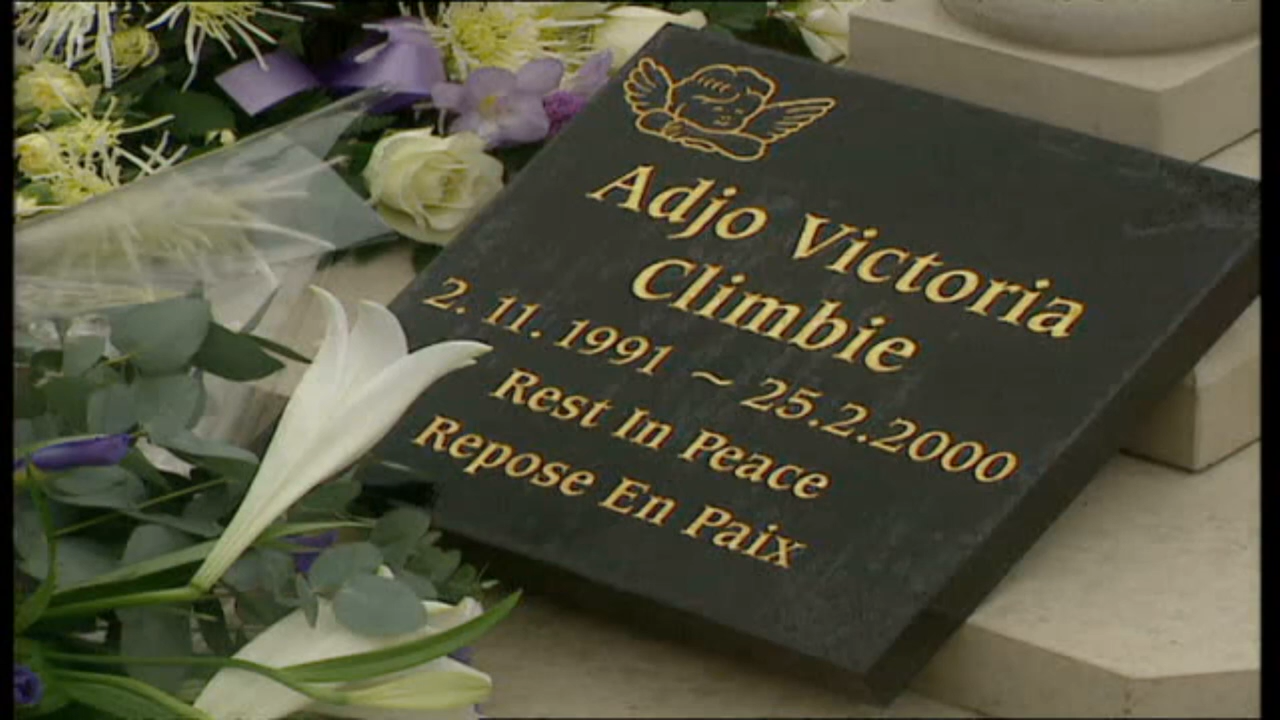 Adjo Victoria
Climbie
2. 11. 1991 ~ 25.2.2000
Rest In Peace
Repose En Paix